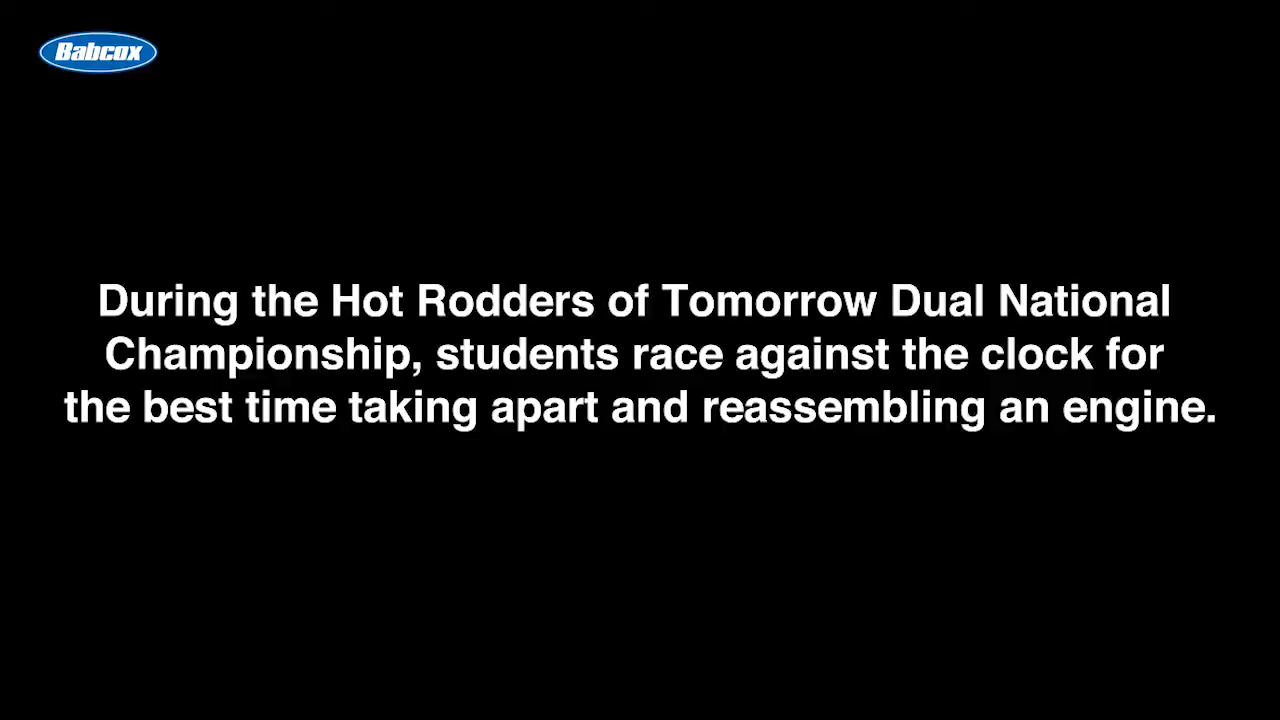 Babcox
During the Hot Rodders of Tomorrow Dual National
Championship, students race against the clock for
the best time taking apart and reassembling an engine.